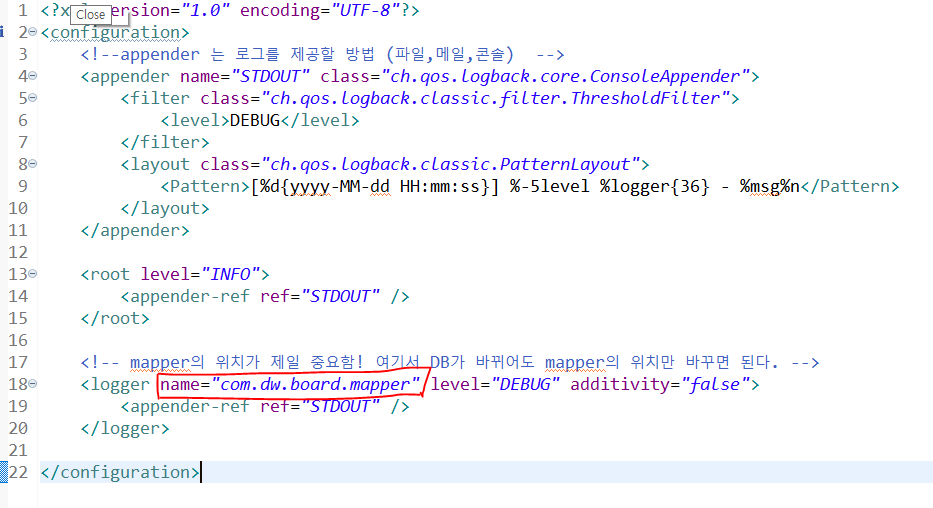 1 <?x Close ersion="1.0" encoding="UTF-8"?>
2 <configuration>
3 <!--appender 는 로그를 제공할 방법 (파일,메일,콘솔) -->
4 <appender name="STDOUT" class="ch.qos.logback.core.ConsoleAppender">
5 <filter class="ch.qos.logback.classic.filter.ThresholdFilter">
6 <level>DEBUG</level>
7 </filter>
8 <layout class="ch.qos.logback.classic.PatternLayout">
9 <Pattern>[%d{yyyy-MM-dd HH:mm:ss}] %-5level %logger{36} - %msg%n</Pattern>
10 </layout>
11 </appender>
12
13 <root level="INFO">
14 <appender-ref ref="STDOUT" />
15 </root>
16
17 <!-- mapper의 위치가 제일 중요함! 여기서 DB가 바뀌어도 mapper의 위치만 바꾸면 된다. -->
18 <logger name="com.dw.board.mapper" level="DEBUG" additivity="false">
19 <appender-ref ref="STDOUT" />
20 </logger>
21
22 </configuration>